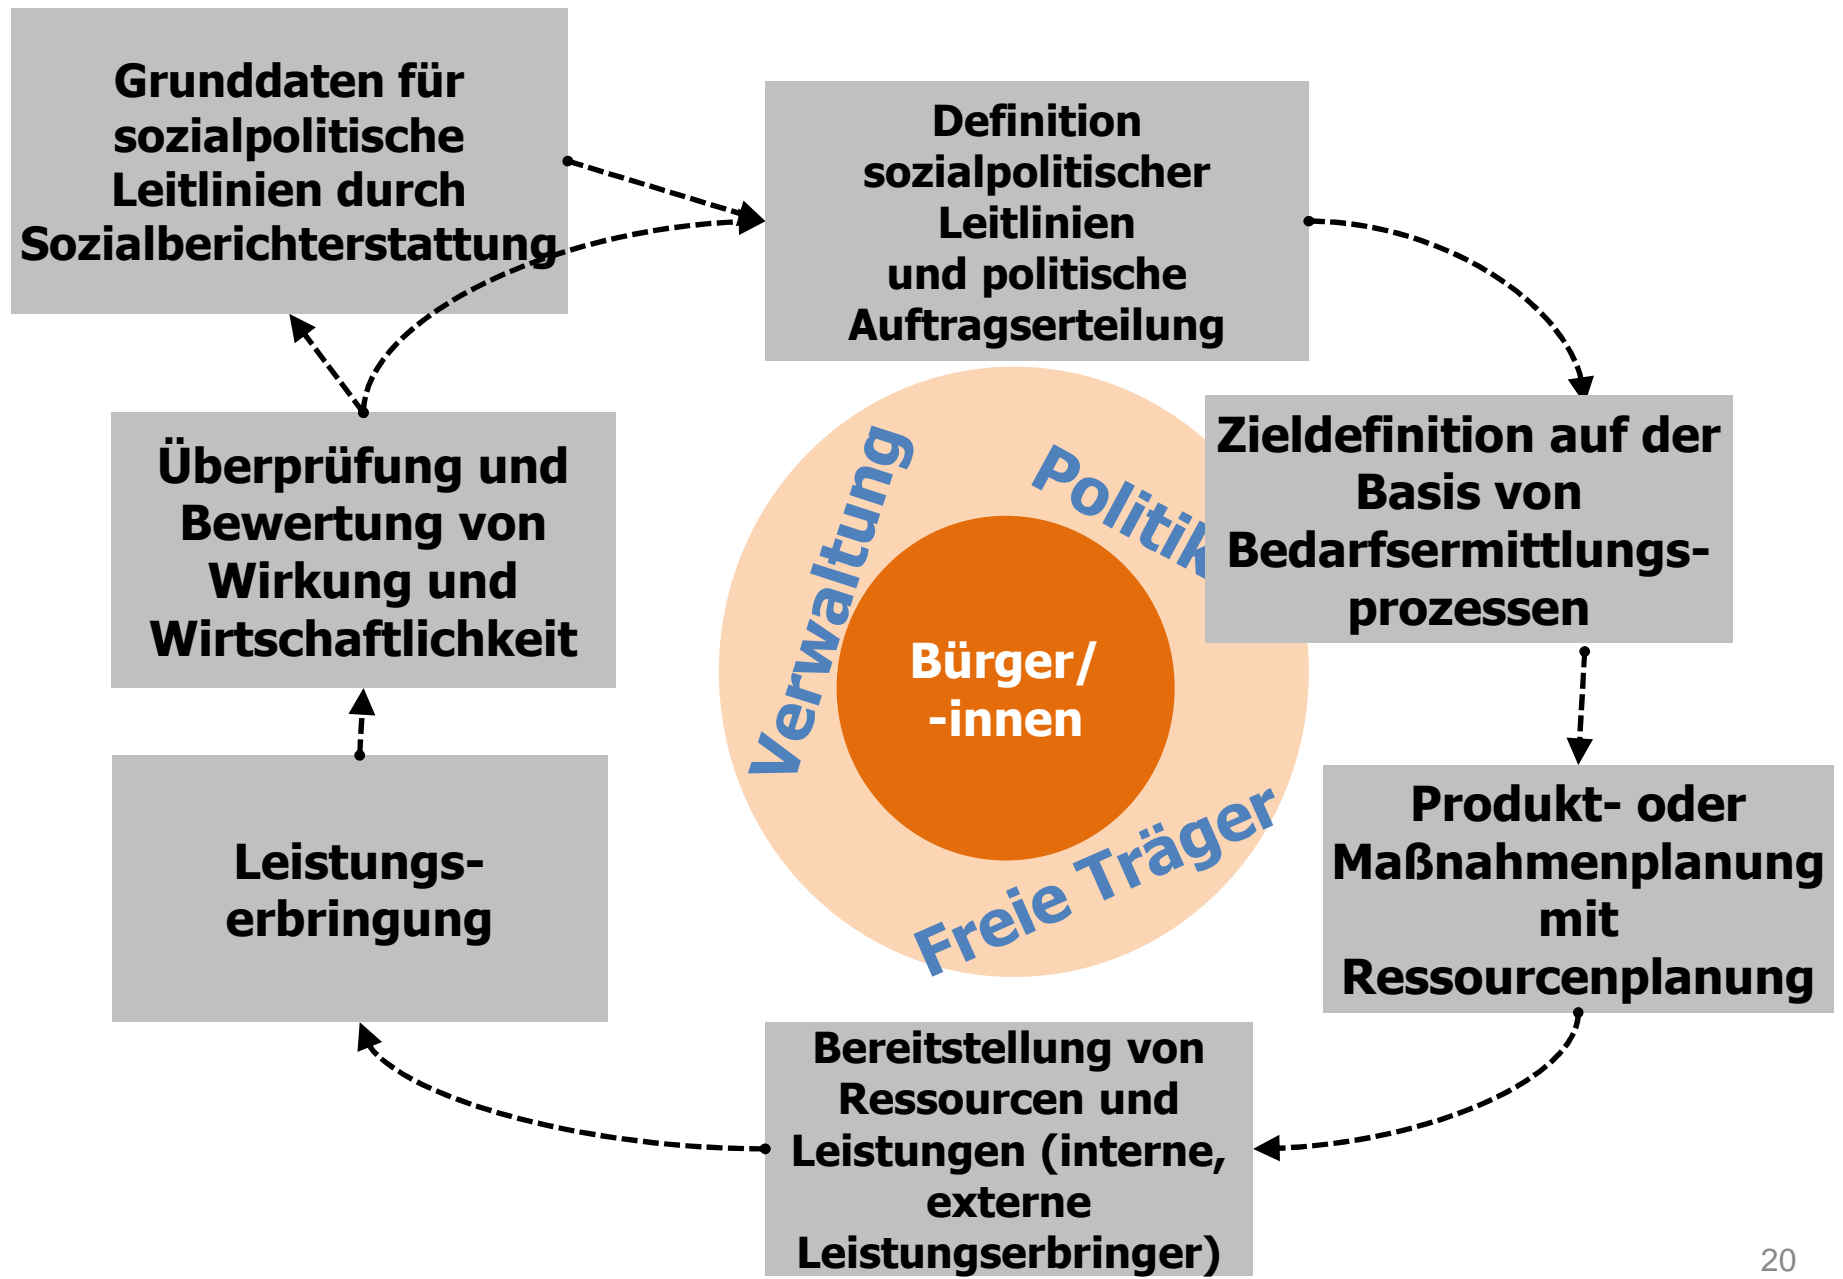 Grunddaten für
sozialpolitische
Leitlinien durch
Sozialberichterstattung
Definition
sozialpolitischer
Leitlinien
und politische
Auftragserteilung
Zieldefinition auf der
Basis von
Bedarfsermittlungs-
prozessen
Produkt- oder
Maßnahmenplanung
mit
Ressourcenplanung
Bereitstellung von
Ressourcen und
Leistungen (interne,
externe
Leistungserbringer)
Leistungs-
erbringung
Überprüfung und
Bewertung von
Wirkung und
Wirtschaftlichkeit
Verwaltung
Politik
Freie Träger
Bürger/
-innen
20